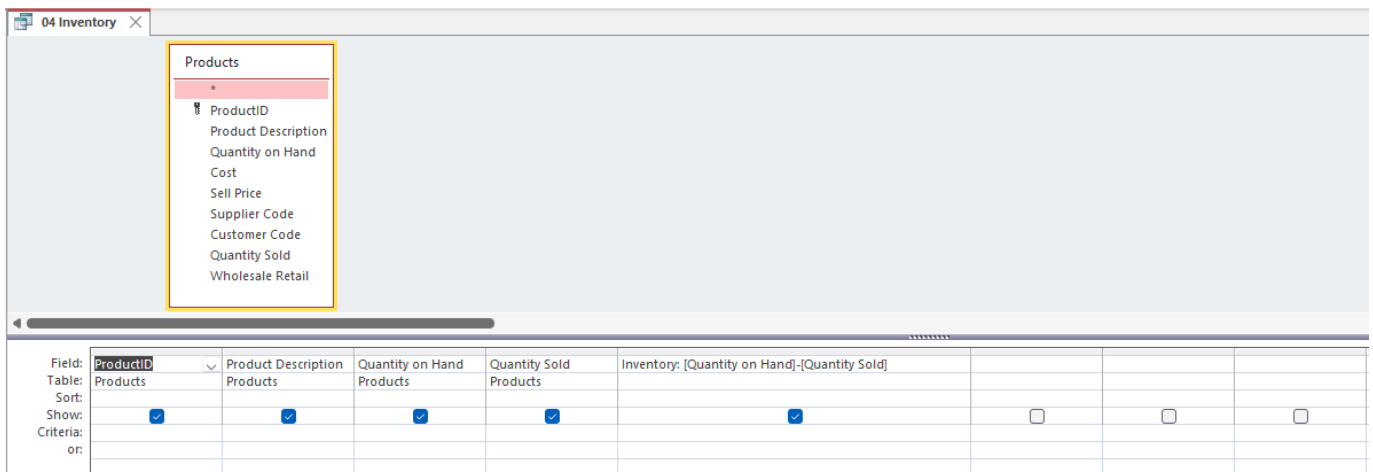 04 Inventory
Products
*
ProductID
Product Description
Quantity on Hand
Cost
Sell Price
Supplier Code
Customer Code
Quantity Sold
Wholesale Retail
Field: ProductID Product Description Quantity on Hand Quantity Sold Inventory: [Quantity on Hand]-[Quantity Sold]
Table: Products Products Products Products
Sort:
Show:
Criteria:
or: